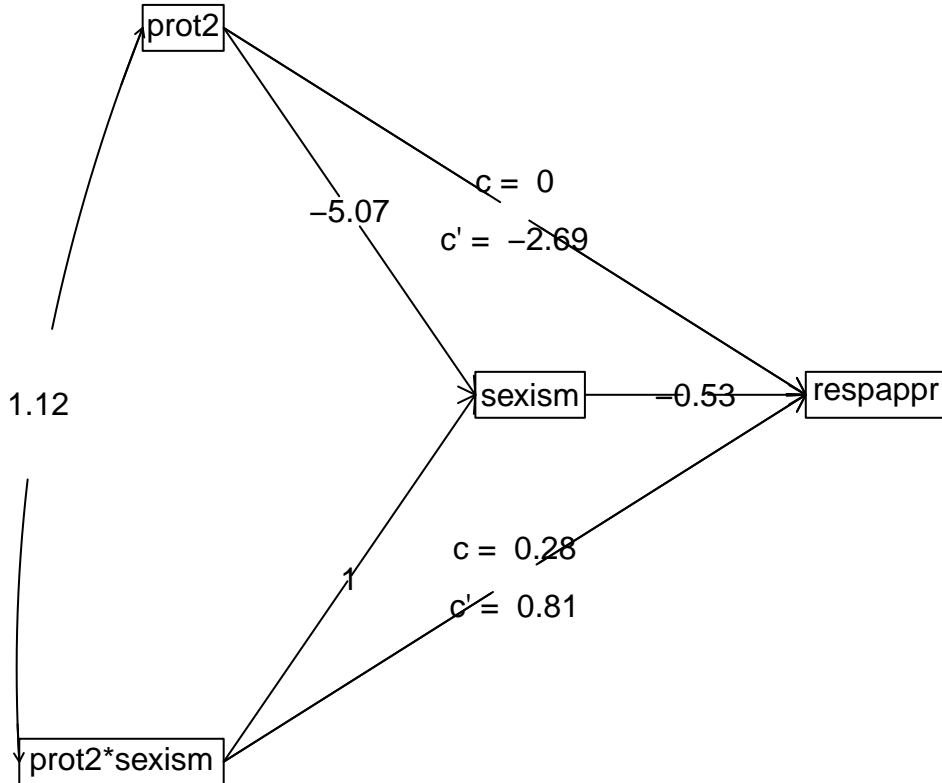 prot2
c = 0
−5.07
c' = −2.69
1.12
sexism
−0.53
respappr
c = 0.28
1
c' = 0.81
prot2*sexism